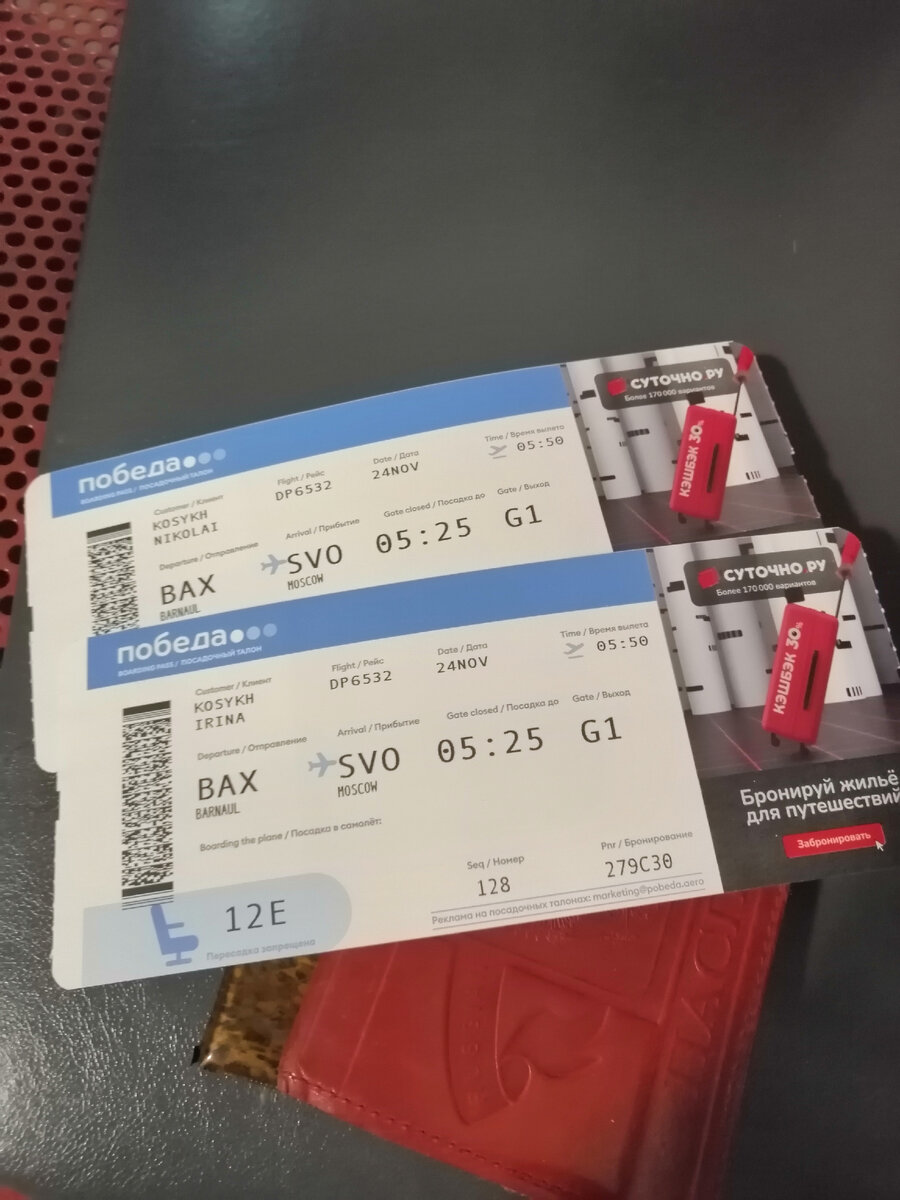 победа
BOARDING PASS / ПОСАДОЧНЫЙ ТАЛОН
Customer / Клиент
KOSYKH
NIKOLAI
Flight / Рейс
DP6532
Date / Дата
24NOV
Time / Время вылета
05:50
Departure / Отправление
BAX
BARNAUL
Arrival / Прибытие
SVO
MOSCOW
Gate closed / Посадка до
05:25
Gate / Выход
G1
СУТОЧНО РУ
Более 170 000 вариантов
КЭШБЭК 30%
победа
BOARDING PASS / ПОСАДОЧНЫЙ ТАЛОН
Customer / Клиент
KOSYKH
IRINA
Flight / Рейс
DP6532
Date / Дата
24NOV
Time / Время вылета
05:50
Departure / Отправление
BAX
BARNAUL
Arrival / Прибытие
SVO
MOSCOW
Gate closed / Посадка до
05:25
Gate / Выход
G1
Boarding the plane / Посадка в самолёт:
Seq / Номер
128
Pnr / Бронирование
279C30
12E
Пересадка запрещена
Реклама на посадочных талонах: marketing@pobeda.aero
СУТОЧНО РУ
Более 170 000 вариантов
КЭШБЭК 30%
Бронируй жильё
для путешествий
Забронировать